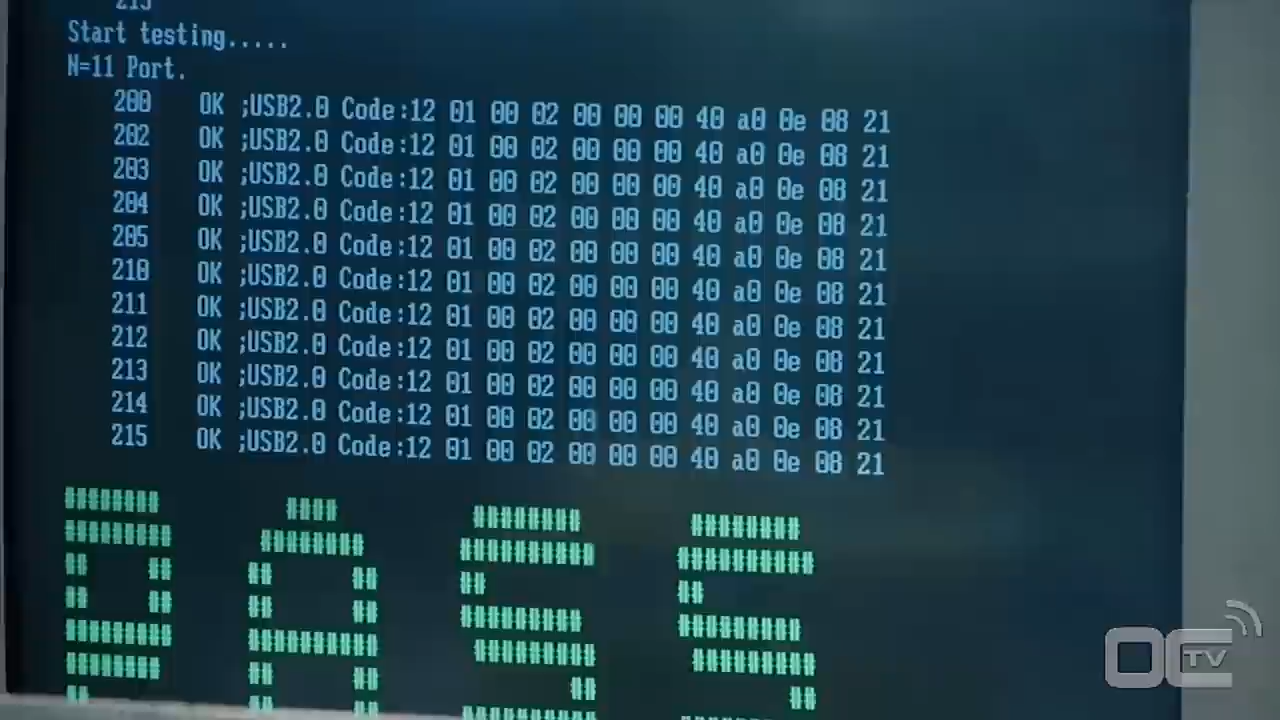 215
Start testing.....
N=11 Port.
200 OK ;USB2.0 Code:12 01 00 02 00 00 00 40 a0 0e 08 21
202 OK ;USB2.0 Code:12 01 00 02 00 00 00 40 a0 0e 08 21
203 OK ;USB2.0 Code:12 01 00 02 00 00 00 40 a0 0e 08 21
204 OK ;USB2.0 Code:12 01 00 02 00 00 00 40 a0 0e 08 21
205 OK ;USB2.0 Code:12 01 00 02 00 00 00 40 a0 0e 08 21
210 OK ;USB2.0 Code:12 01 00 02 00 00 00 40 a0 0e 08 21
211 OK ;USB2.0 Code:12 01 00 02 00 00 00 40 a0 0e 08 21
212 OK ;USB2.0 Code:12 01 00 02 00 00 00 40 a0 0e 08 21
213 OK ;USB2.0 Code:12 01 00 02 00 00 00 40 a0 0e 08 21
214 OK ;USB2.0 Code:12 01 00 02 00 00 00 40 a0 0e 08 21
215 OK ;USB2.0 Code:12 01 00 02 00 00 00 40 a0 0e 08 21
PASS
OC TV